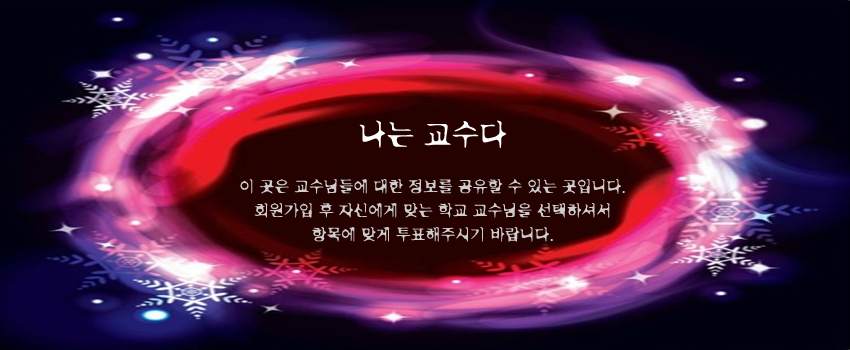 나는 교수다
이 곳은 교수님들에 대한 정보를 공유할 수 있는 곳입니다.
회원가입 후 자신에게 맞는 학교 교수님을 선택하셔서
항목에 맞게 투표해주시기 바랍니다.